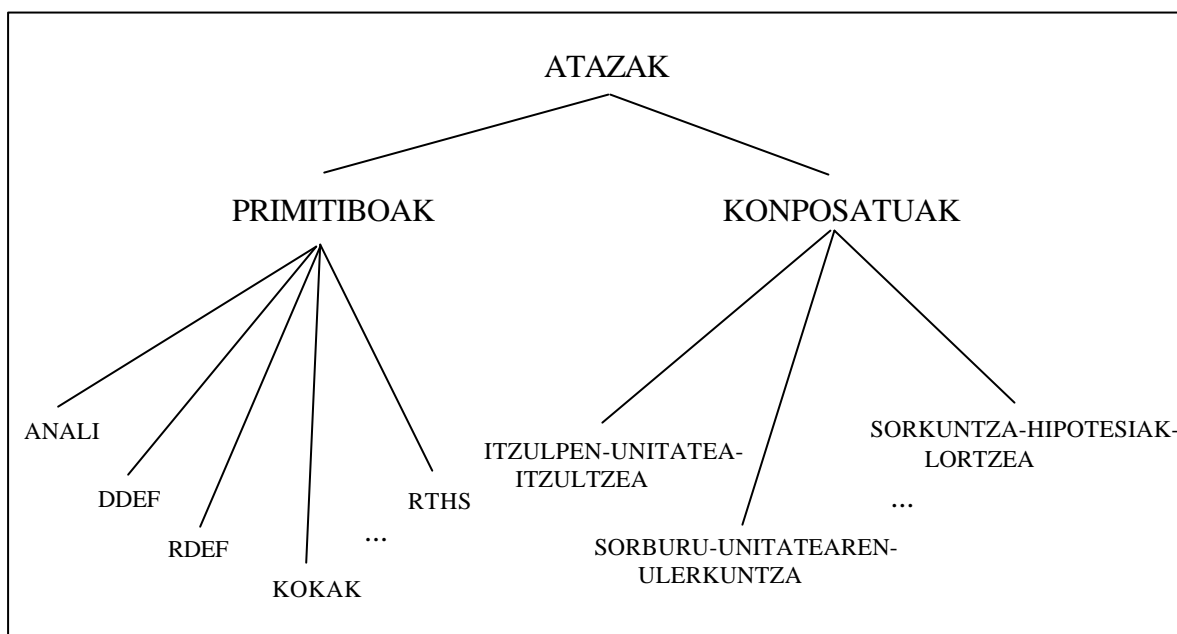 ATAZAK
PRIMITIBOAK
KONPOSATUAK
ANALI
DDEF
RDEF
KOKAK
...
RTHS
ITZULPEN-UNITATEA-
ITZULTZEA
SORBURU-UNITATEAREN-
ULERKUNTZA
SORKUNTZA-HIPOTESIAK-
LORTZEA
...